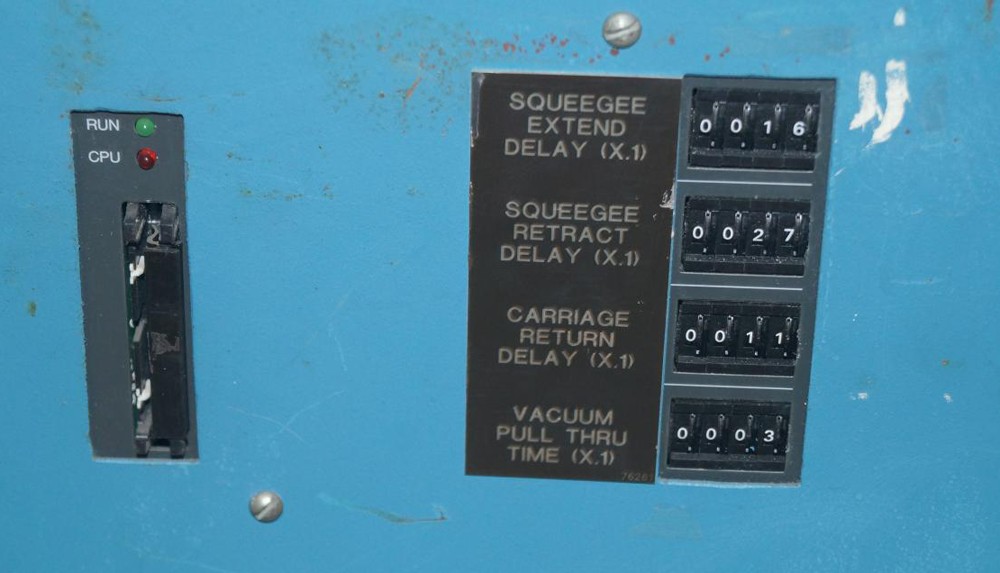 RUN
CPU
SQUEEGEE
EXTEND
DELAY (X.1)
0016
SQUEEGEE
RETRACT
DELAY (X.1)
0027
CARRIAGE
RETURN
DELAY (X.1)
0011
VACUUM
PULL THRU
TIME (X.1)
0003